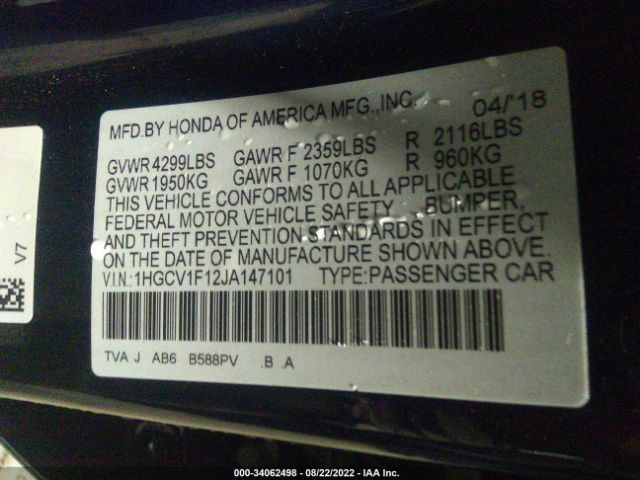 MFD.BY HONDA OF AMERICA MFG.,INC. 04/'18
GVWR 4299LBS GAWR F 2359LBS R 2116LBS
GVWR 1950KG GAWR F 1070KG R 960KG
THIS VEHICLE CONFORMS TO ALL APPLICABLE
FEDERAL MOTOR VEHICLE SAFETY BUMPER,
AND THEFT PREVENTION STANDARDS IN EFFECT
ON THE DATE OF MANUFACTURE SHOWN ABOVE.
V.I.N.:1HGCV1F12JA147101 TYPE:PASSENGER CAR
TVA J AB6 B588PV .B .A
V7
000-34062498 - 08/22/2022 - IAA Inc.